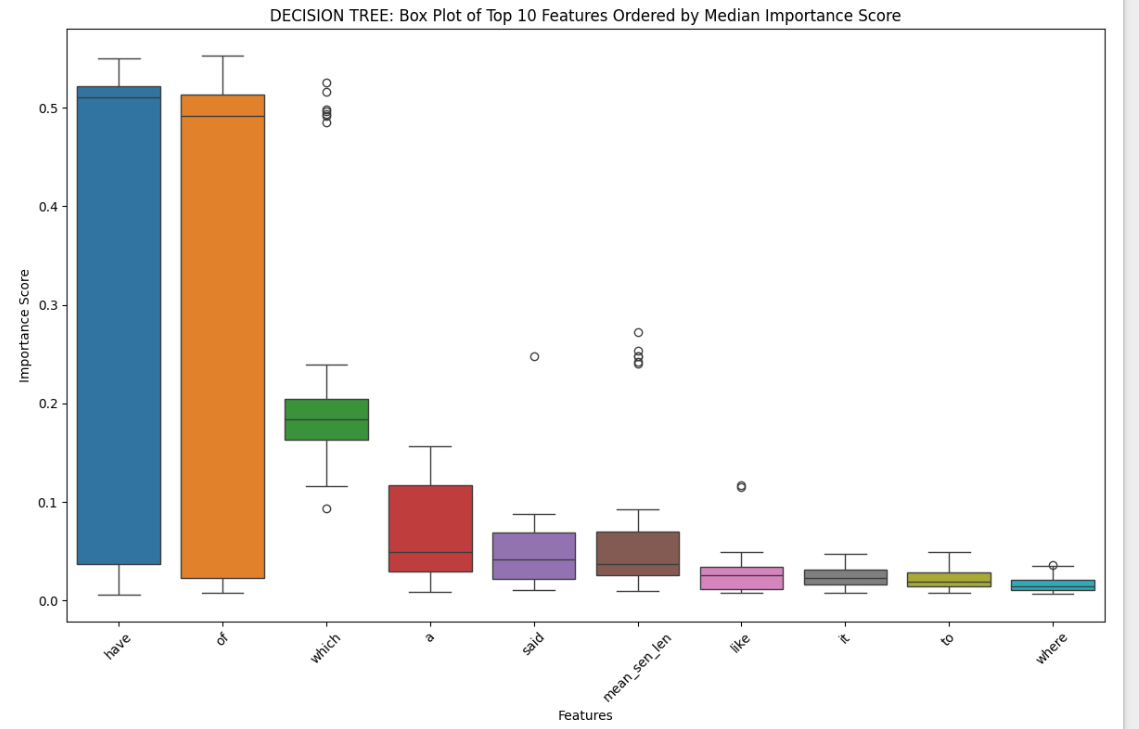 DECISION TREE: Box Plot of Top 10 Features Ordered by Median Importance Score
Importance Score
0.5
0.4
0.3
0.2
0.1
0.0
have
of
which
a
said
mean_sen_len
like
it
to
where
Features